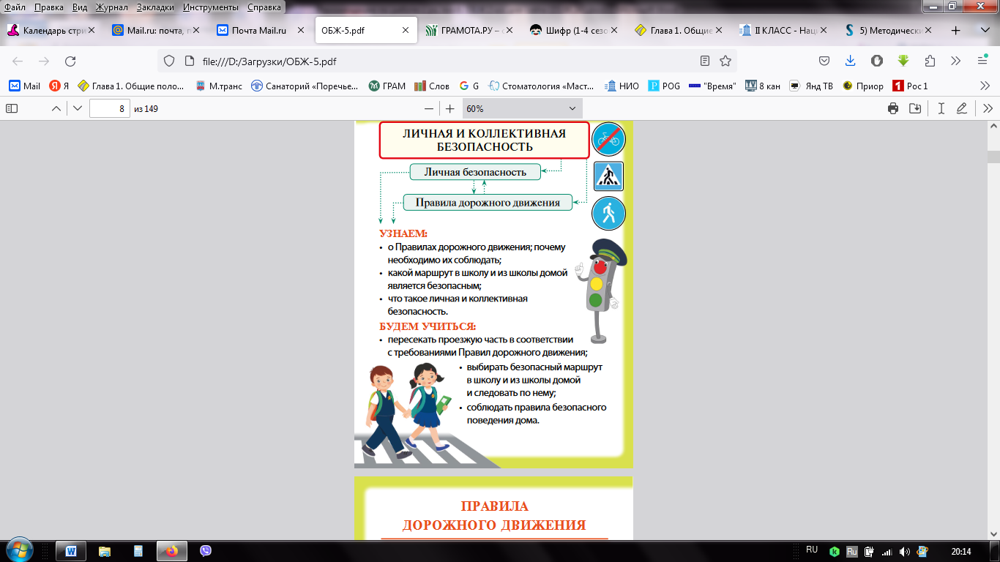 Файл Правка Вид Журнал Закладки Инструменты Справка
Календарь стри
Mail.ru: почта, п
Почта Mail.ru
ОБЖ-5.pdf
ГРАМОТА.РУ – с
Шифр (1-4 сезо
Глава 1. Общие
II КЛАСС - Наци
5) Методически
file:///D:/Загрузки/ОБЖ-5.pdf
Mail
Я
Глава 1. Общие поло...
М.транс
Санаторий «Поречье...
ГРАМ
Слов
G
Стоматология «Маст...
НИО
POG
"Время"
8 кан
Янд ТВ
Приор
Рос 1
8 из 149
60%
ЛИЧНАЯ И КОЛЛЕКТИВНАЯ
БЕЗОПАСНОСТЬ
Личная безопасность
Правила дорожного движения
УЗНАЕМ:
• о Правилах дорожного движения; почему
необходимо их соблюдать;
• какой маршрут в школу и из школы домой
является безопасным;
• что такое личная и коллективная
безопасность.
БУДЕМ УЧИТЬСЯ:
• пересекать проезжую часть в соответствии
с требованиями Правил дорожного движения;
• выбирать безопасный маршрут
в школу и из школы домой
и следовать по нему;
• соблюдать правила безопасного
поведения дома.
ПРАВИЛА
ДОРОЖНОГО ДВИЖЕНИЯ
RU
Ru
20:14